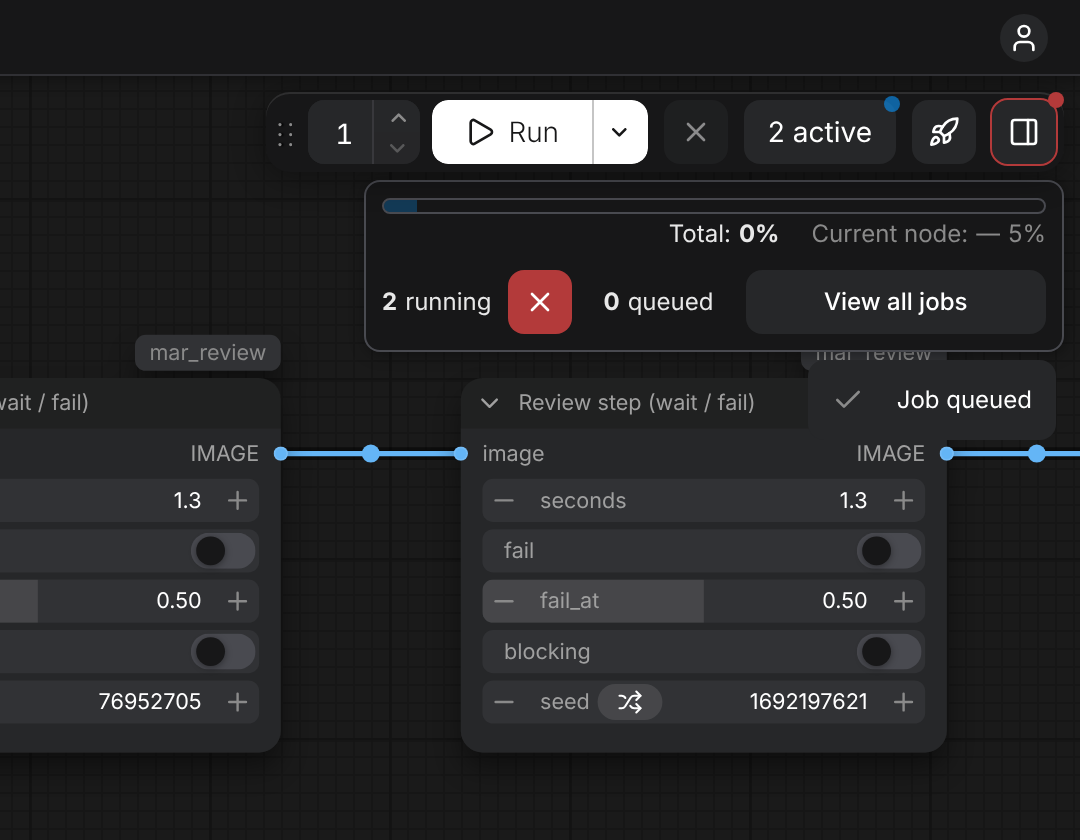 1
Run
2 active
Total: 0% Current node: — 5%
2 running
0 queued
View all jobs
mar_review
mar_review
Job queued
wait / fail)
IMAGE
1.3
0.50
76952705
Review step (wait / fail)
image IMAGE
seconds 1.3
fail
fail_at 0.50
blocking
seed 1692197621